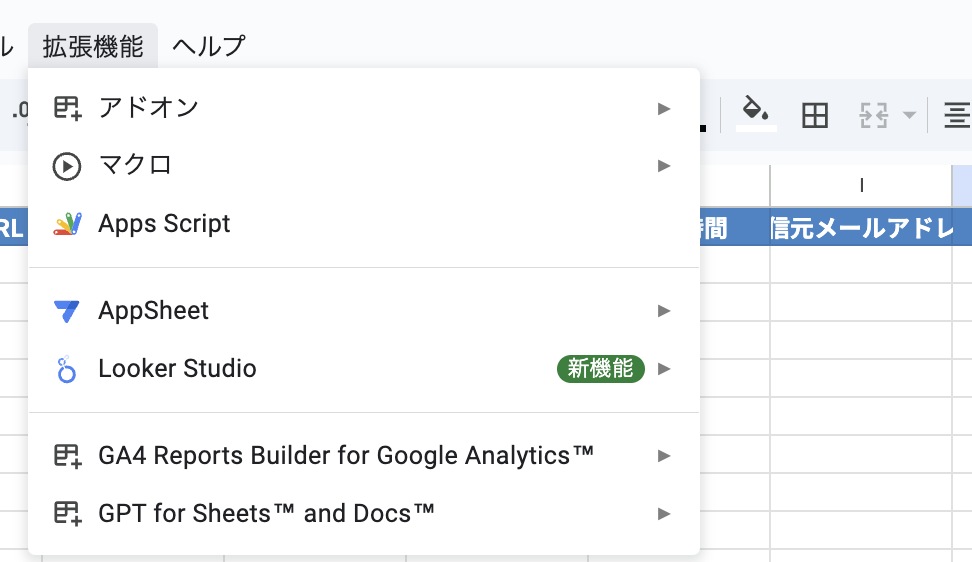 ル 拡張機能 ヘルプ
.0
アドオン
マクロ
Apps Script
I
RL 時間 信元メールアドレ
AppSheet
Looker Studio 新機能
GA4 Reports Builder for Google Analytics™
GPT for Sheets™ and Docs™